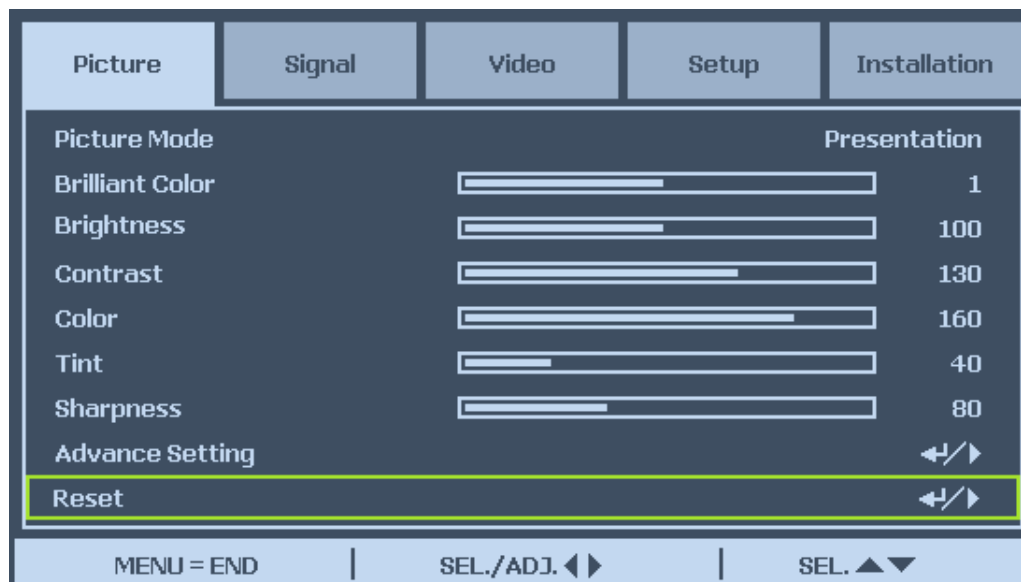 Picture Signal Video Setup Installation
Picture Mode Presentation
Brilliant Color 1
Brightness 100
Contrast 130
Color 160
Tint 40
Sharpness 80
Advance Setting ↵/▶
Reset ↵/▶
MENU = END | SEL./ADJ. ◀ ▶ | SEL. ▲▼